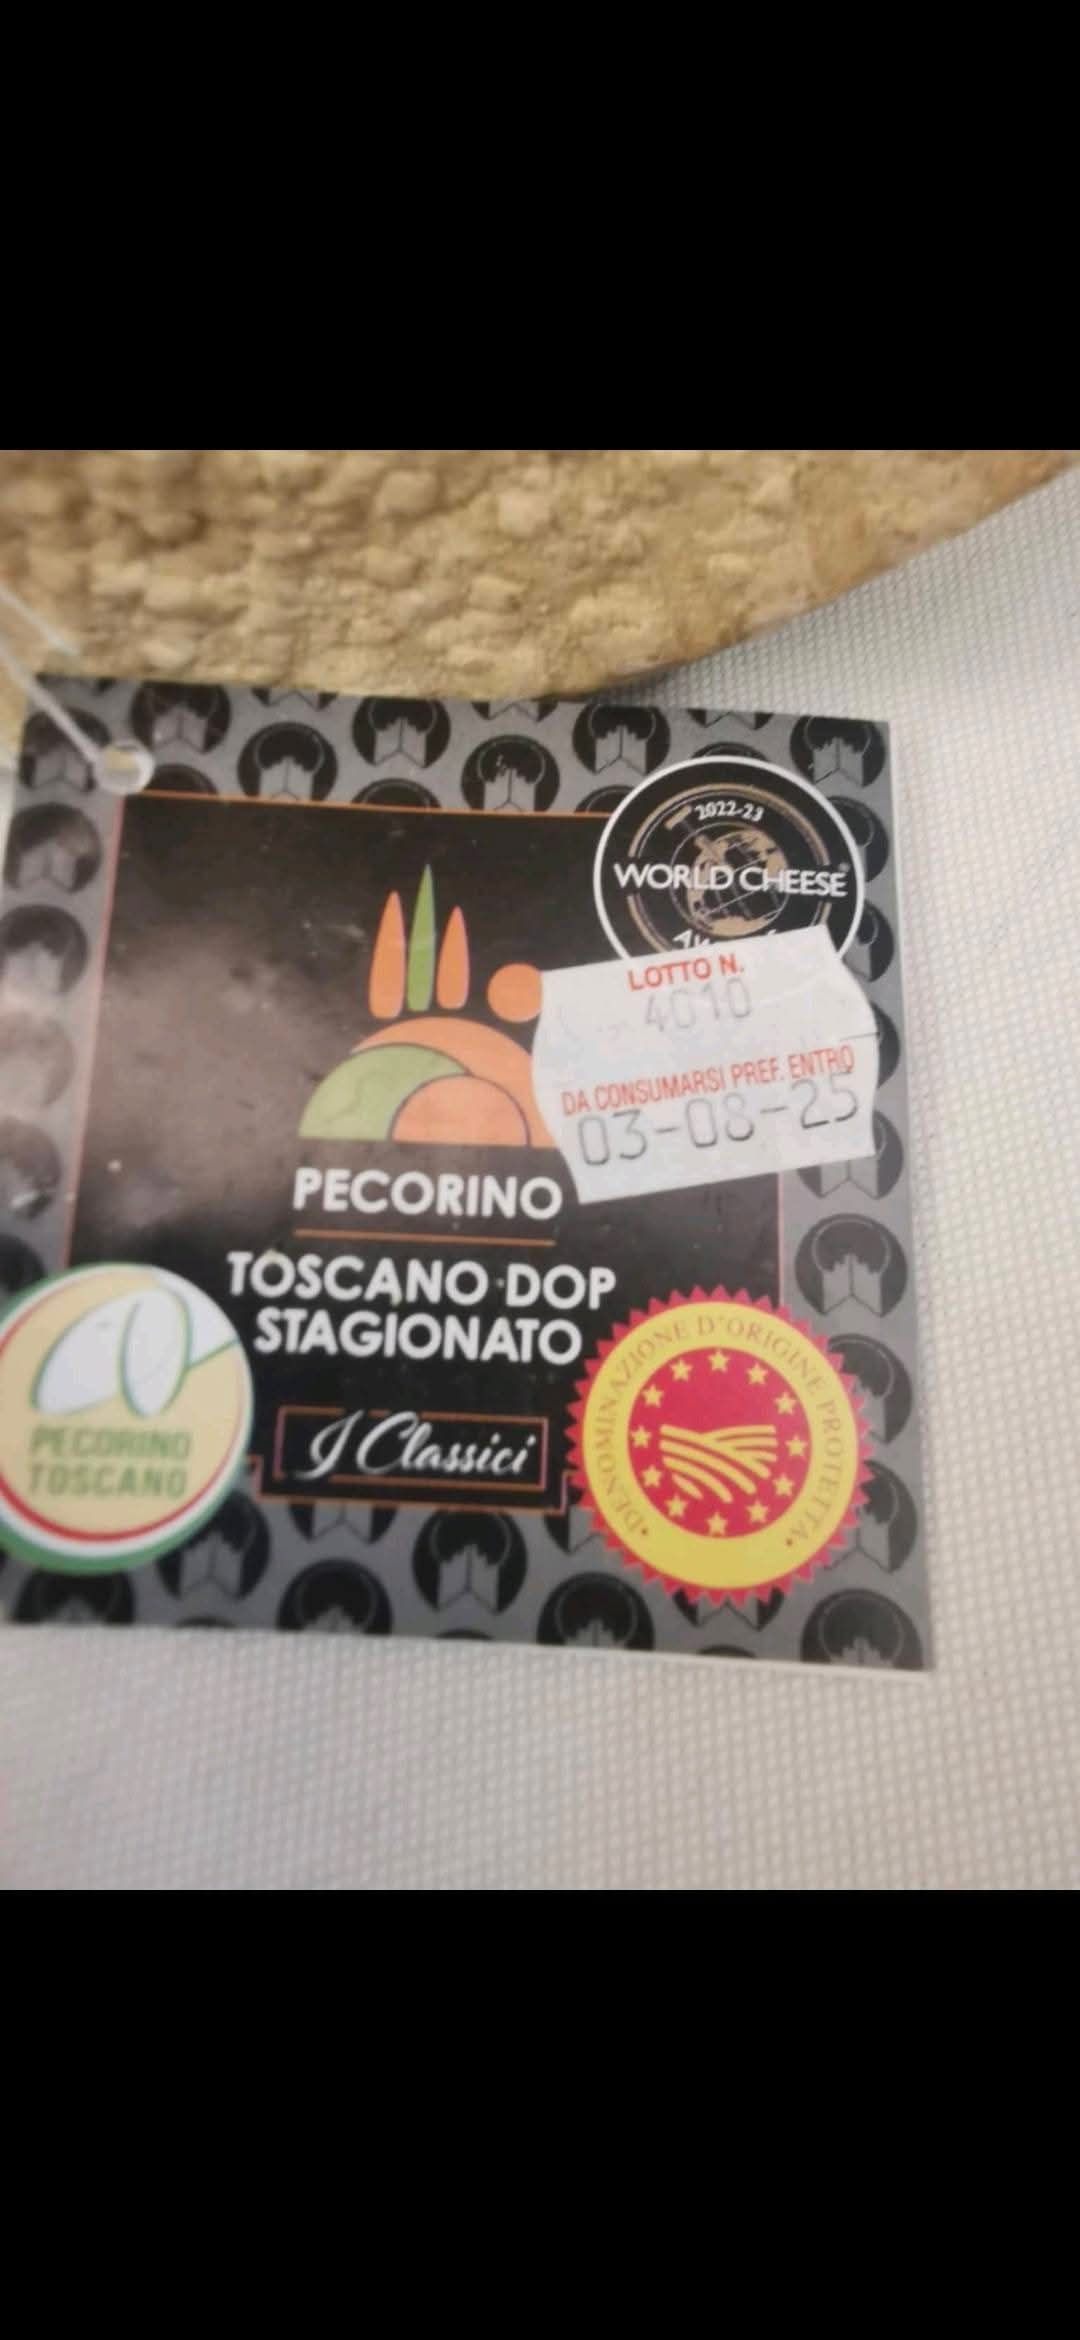 2022-23
WORLD CHEESE
LOTTO N.
4010
DA CONSUMARSI PREF. ENTRO
03-08-25
PECORINO
TOSCANO DOP
STAGIONATO
I Classici
PECORINO
TOSCANO
DENOMINAZIONE D'ORIGINE PROTETTA